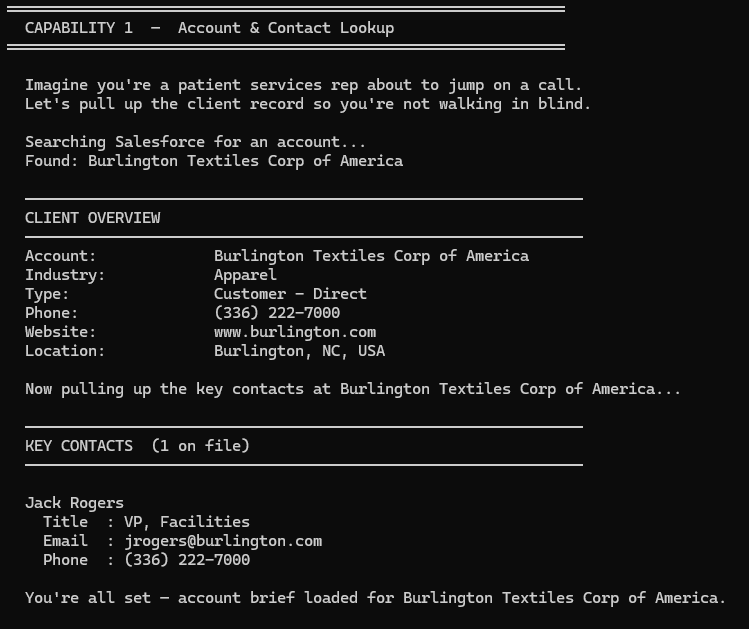 CAPABILITY 1 — Account & Contact Lookup
Imagine you're a patient services rep about to jump on a call.
Let's pull up the client record so you're not walking in blind.
Searching Salesforce for an account...
Found: Burlington Textiles Corp of America
CLIENT OVERVIEW
Account: Burlington Textiles Corp of America
Industry: Apparel
Type: Customer - Direct
Phone: (336) 222-7000
Website: www.burlington.com
Location: Burlington, NC, USA
Now pulling up the key contacts at Burlington Textiles Corp of America...
KEY CONTACTS (1 on file)
Jack Rogers
Title : VP, Facilities
Email : jrogers@burlington.com
Phone : (336) 222-7000
You're all set — account brief loaded for Burlington Textiles Corp of America.